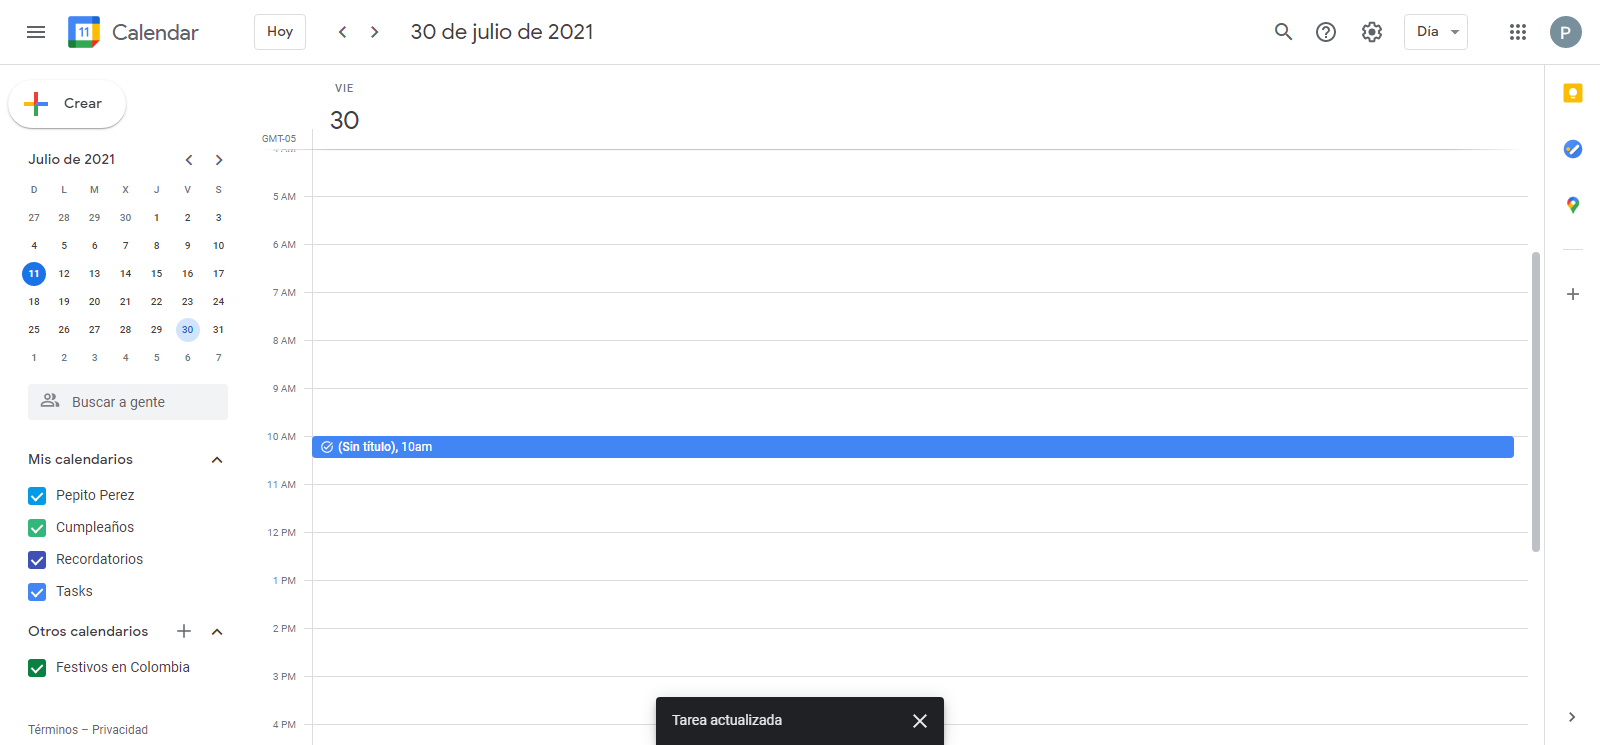 11 Calendar
Hoy
30 de julio de 2021
Día
P
Crear
VIE
30
GMT-05
Julio de 2021
D L M X J V S
27 28 29 30 1 2 3
4 5 6 7 8 9 10
11 12 13 14 15 16 17
18 19 20 21 22 23 24
25 26 27 28 29 30 31
1 2 3 4 5 6 7
Buscar a gente
Mis calendarios
Pepito Perez
Cumpleaños
Recordatorios
Tasks
Otros calendarios
Festivos en Colombia
Términos – Privacidad
5 AM
6 AM
7 AM
8 AM
9 AM
10 AM
(Sin título), 10am
11 AM
12 PM
1 PM
2 PM
3 PM
4 PM
Tarea actualizada